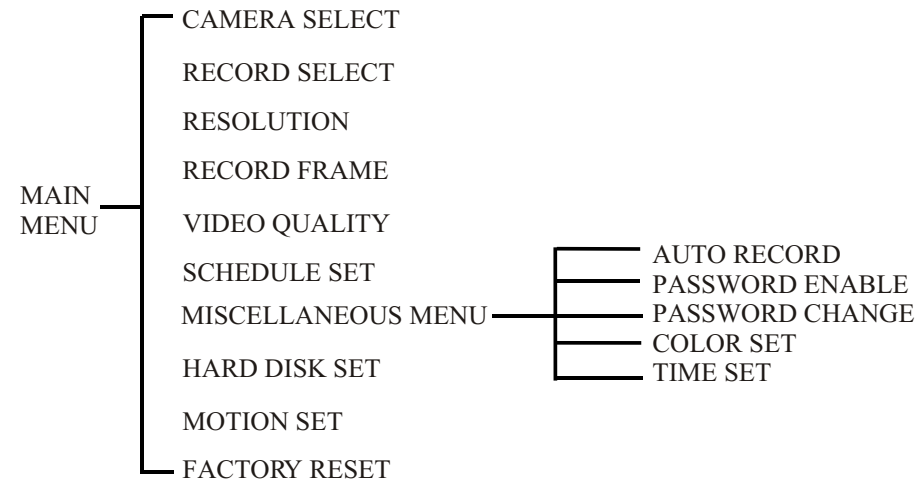 MAIN
MENU
CAMERA SELECT
RECORD SELECT
RESOLUTION
RECORD FRAME
VIDEO QUALITY
SCHEDULE SET
MISCELLANEOUS MENU
HARD DISK SET
MOTION SET
FACTORY RESET
AUTO RECORD
PASSWORD ENABLE
PASSWORD CHANGE
COLOR SET
TIME SET